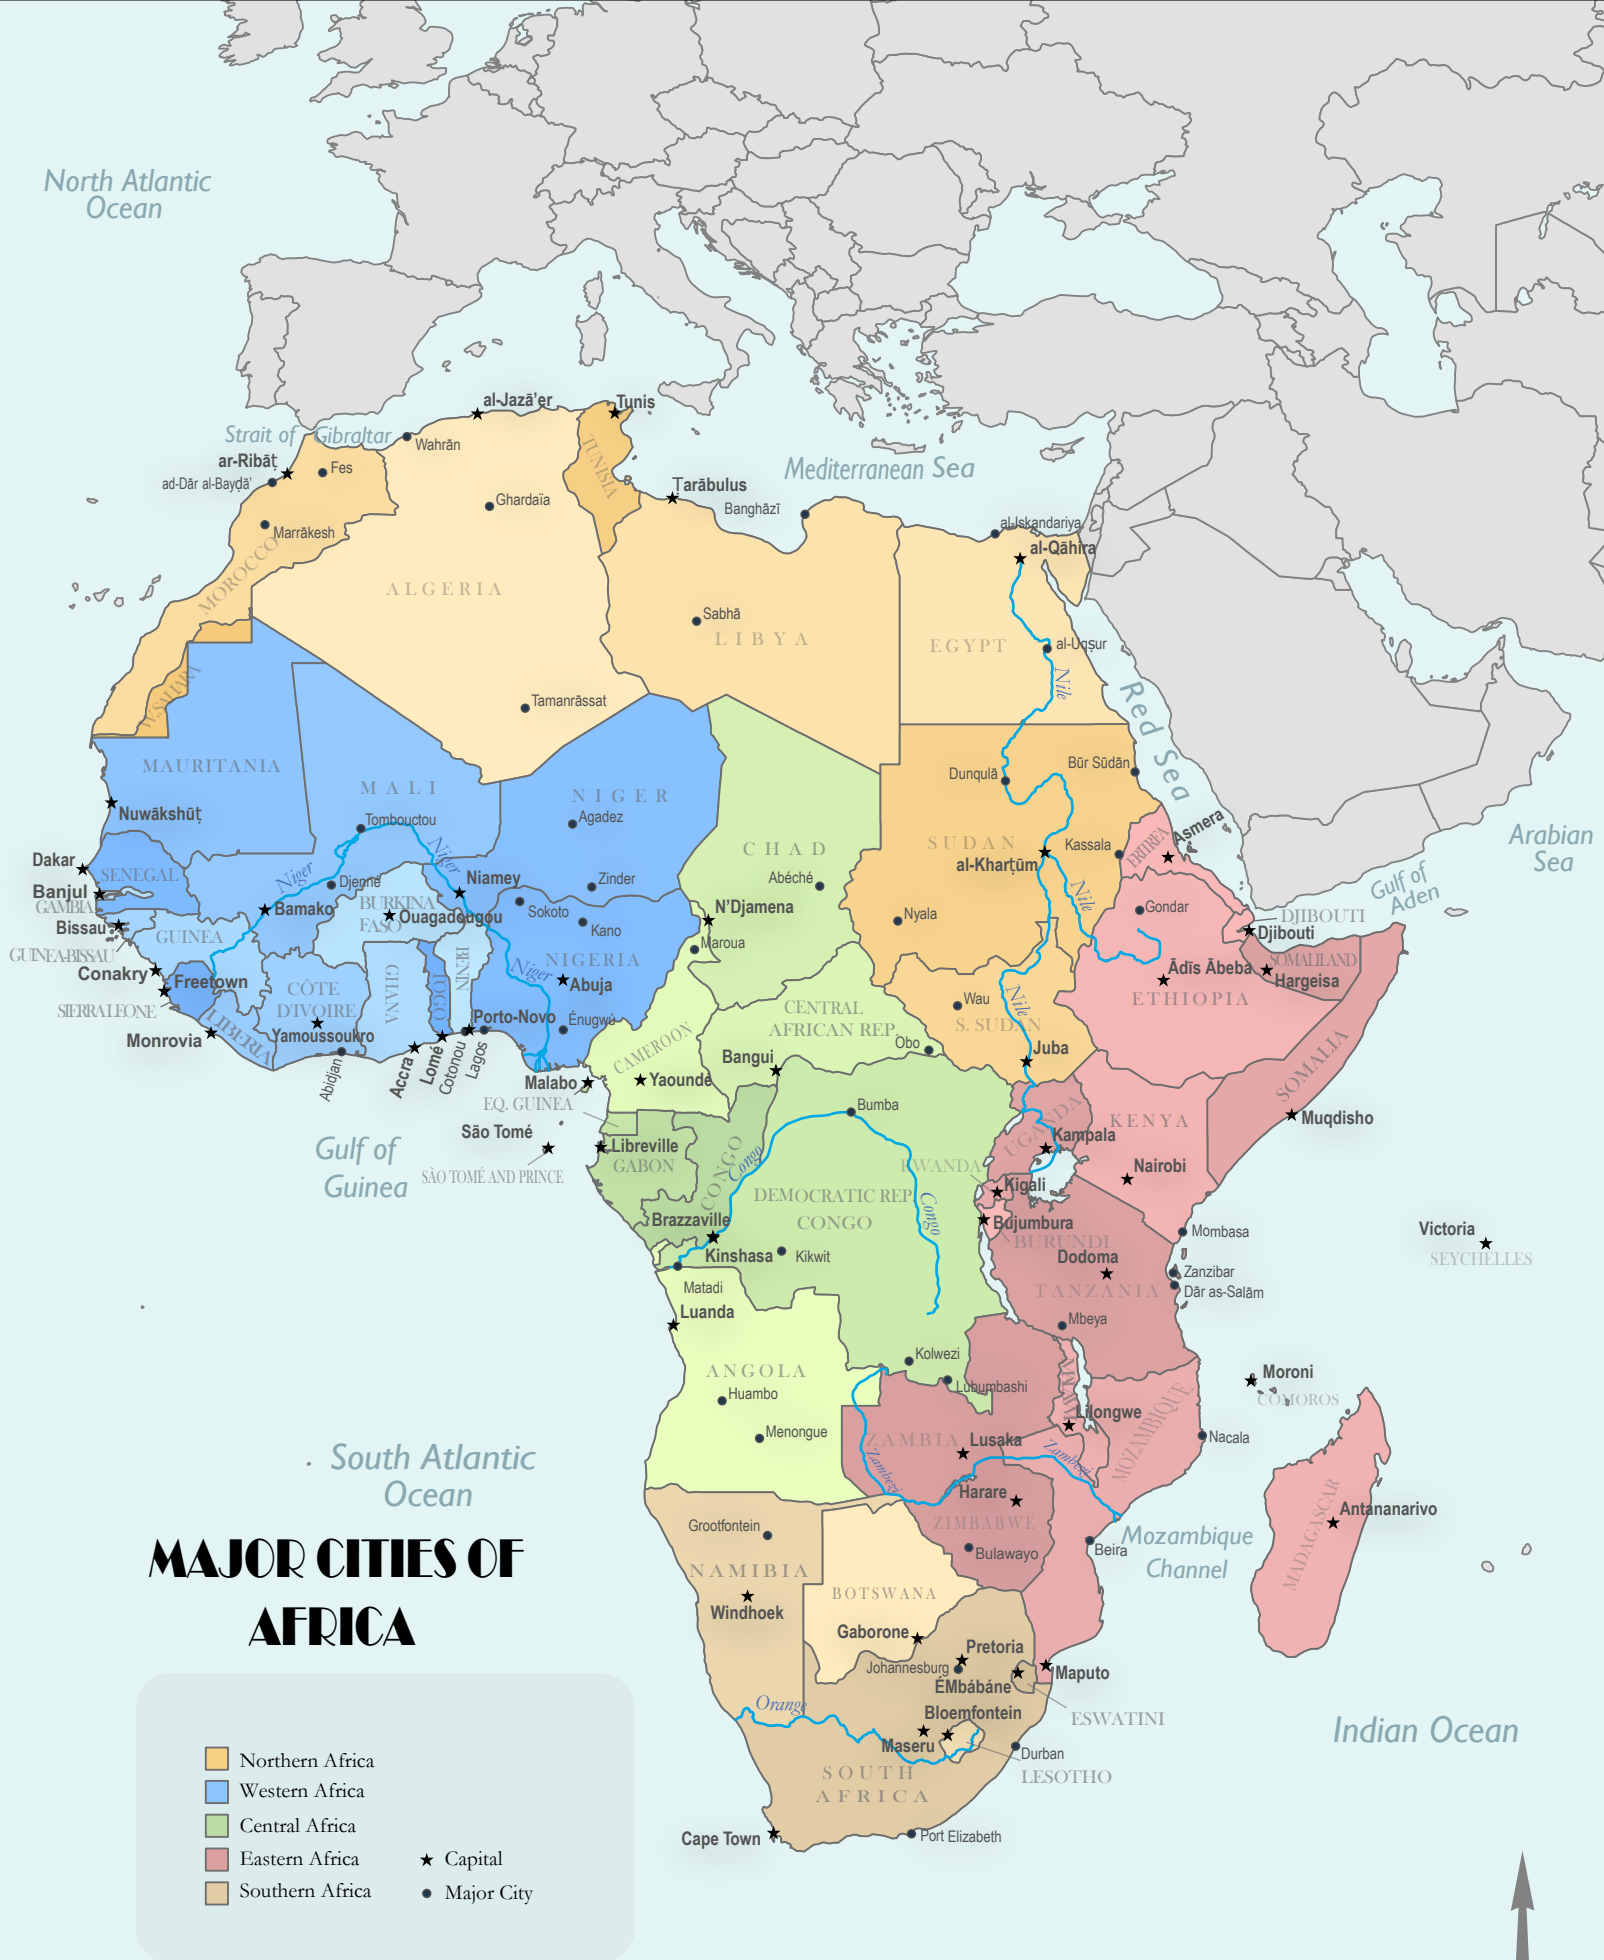 North Atlantic
Ocean
al-Jazā'er
Tunis
Strait of Gibraltar
Wahrān
ar-Ribāṭ
Fes
ad-Dār al-Bayḍā'
Mediterranean Sea
TUNISIA
Ṭarābulus
Ghardaïa
Banghāzī
Marrākesh
al-Iskandariya
al-Qāhira
MOROCCO
ALGERIA
Sabhā
LIBYA
EGYPT
al-Uqṣur
Nile
W.SAHARA
Tamanrāssat
Red Sea
MAURITANIA
MALI
NIGER
Dunqulā
Būr Sūdān
Nuwākshūṭ
Tombouctou
Agadez
Niger
CHAD
SUDAN
Kassala
ERITREA
Asmera
Arabian
Sea
Dakar
SENEGAL
Niger
Djenné
Niamey
Zinder
Abéché
al-Kharṭūm
Nile
Gulf of
Aden
Banjul
GAMBIA
Bamako
BURKINA
FASO
Ouagadougou
Sokoto
Kano
N'Djamena
Nyala
Gondar
DJIBOUTI
Djibouti
Bissau
GUINEA
GUINEA-BISSAU
Maroua
BENIN
NIGERIA
Niger
Abuja
SOMALILAND
Hargeisa
Ādīs Ābeba
ETHIOPIA
Conakry
Freetown
SIERRA LEONE
CÔTE
D'IVOIRE
GHANA
TOGO
Yamoussoukro
Porto-Novo
Énugwú
CENTRAL
AFRICAN REP.
Wau
Nile
S. SUDAN
Monrovia
LIBERIA
Abidjan
Accra
Lomé
Cotonou
Lagos
CAMEROON
Bangui
Obo
Juba
Malabo
Yaoundé
EQ. GUINEA
Bumba
UGANDA
KENYA
SOMALIA
Muqdisho
São Tomé
Gulf of
Guinea
SÃO TOMÉ AND PRINCE
Libreville
GABON
CONGO
Congo
Kampala
RWANDA
Kigali
Nairobi
DEMOCRATIC REP.
CONGO
Congo
Brazzaville
Kinshasa
Kikwit
Bujumbura
BURUNDI
Dodoma
TANZANIA
Mombasa
Victoria
SEYCHELLES
Matadi
Zanzibar
Dār as-Salām
Luanda
Mbeya
ANGOLA
Kolwezi
Lubumbashi
MALAWI
Moroni
COMOROS
Huambo
Menongue
Lilongwe
ZAMBIA
Lusaka
Zambezi
Zambezi
MOZAMBIQUE
Nacala
South Atlantic
Ocean
Harare
MADAGASCAR
Antananarivo
Grootfontein
ZIMBABWE
Bulawayo
Beira
Mozambique
Channel
MAJOR CITIES OF
AFRICA
NAMIBIA
Windhoek
BOTSWANA
Gaborone
Pretoria
Johannesburg
ÉMbábáne
Maputo
ESWATINI
Orange
Bloemfontein
Maseru
Durban
LESOTHO
Indian Ocean
SOUTH
AFRICA
Cape Town
Port Elizabeth
Northern Africa
Western Africa
Central Africa
Eastern Africa
Southern Africa
Capital
Major City